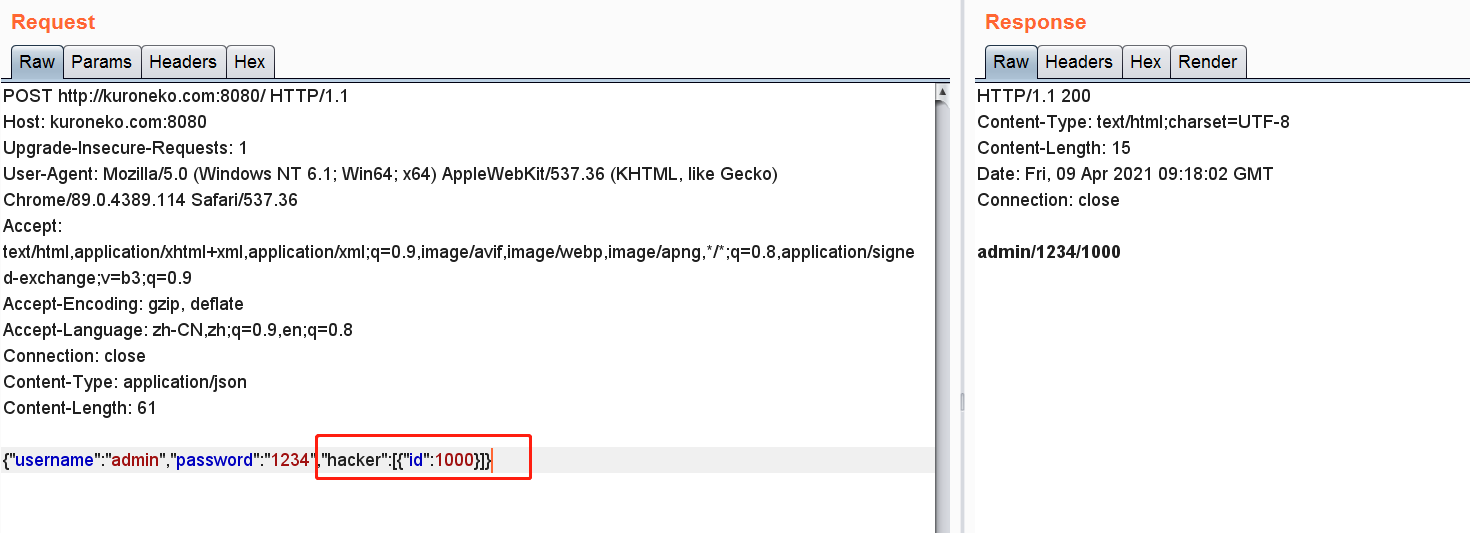 Request
Raw Params Headers Hex
POST http://kuroneko.com:8080/ HTTP/1.1
Host: kuroneko.com:8080
Upgrade-Insecure-Requests: 1
User-Agent: Mozilla/5.0 (Windows NT 6.1; Win64; x64) AppleWebKit/537.36 (KHTML, like Gecko)
Chrome/89.0.4389.114 Safari/537.36
Accept:
text/html,application/xhtml+xml,application/xml;q=0.9,image/avif,image/webp,image/apng,*/*;q=0.8,application/signe
d-exchange;v=b3;q=0.9
Accept-Encoding: gzip, deflate
Accept-Language: zh-CN,zh;q=0.9,en;q=0.8
Connection: close
Content-Type: application/json
Content-Length: 61
{"username":"admin","password":"1234","hacker":[{"id":1000}]}
Response
Raw Headers Hex Render
HTTP/1.1 200
Content-Type: text/html;charset=UTF-8
Content-Length: 15
Date: Fri, 09 Apr 2021 09:18:02 GMT
Connection: close
admin/1234/1000